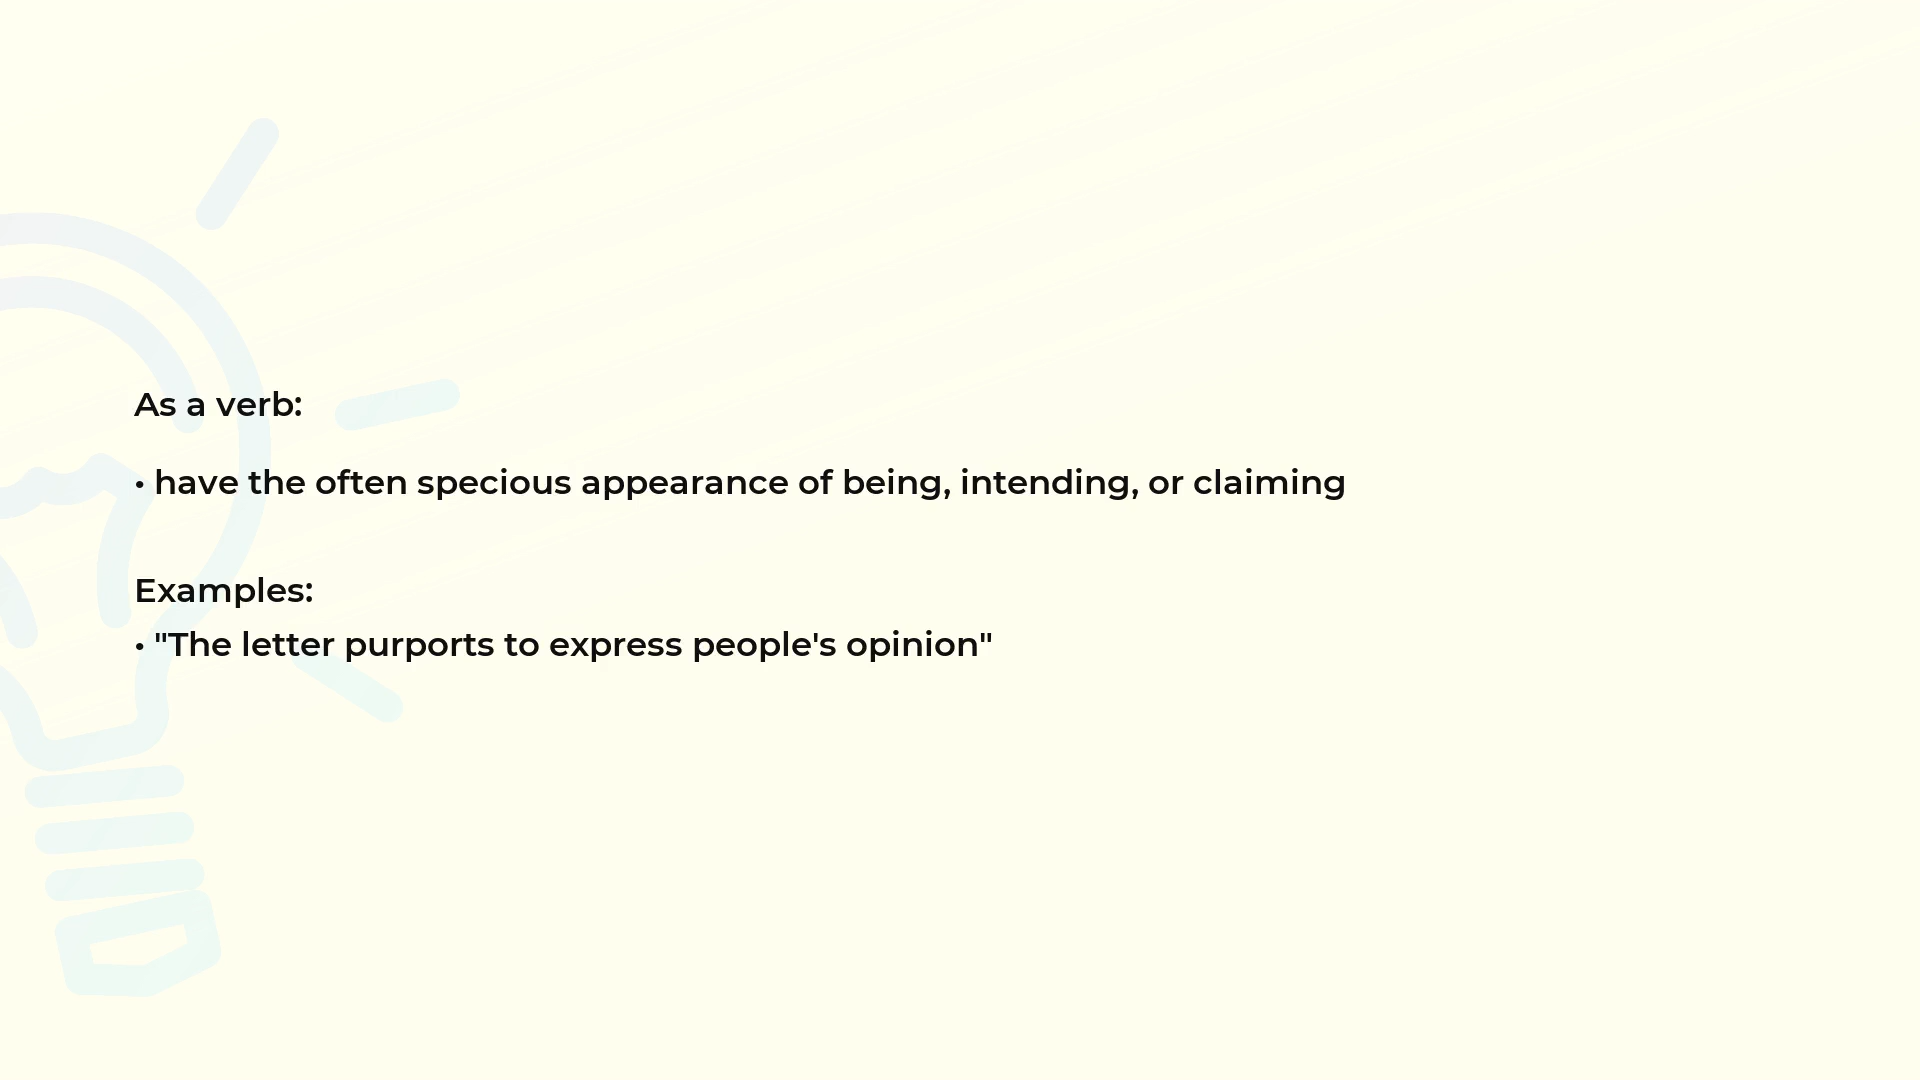 As a verb:
• have the often specious appearance of being, intending, or claiming
Examples:
• "The letter purports to express people's opinion"